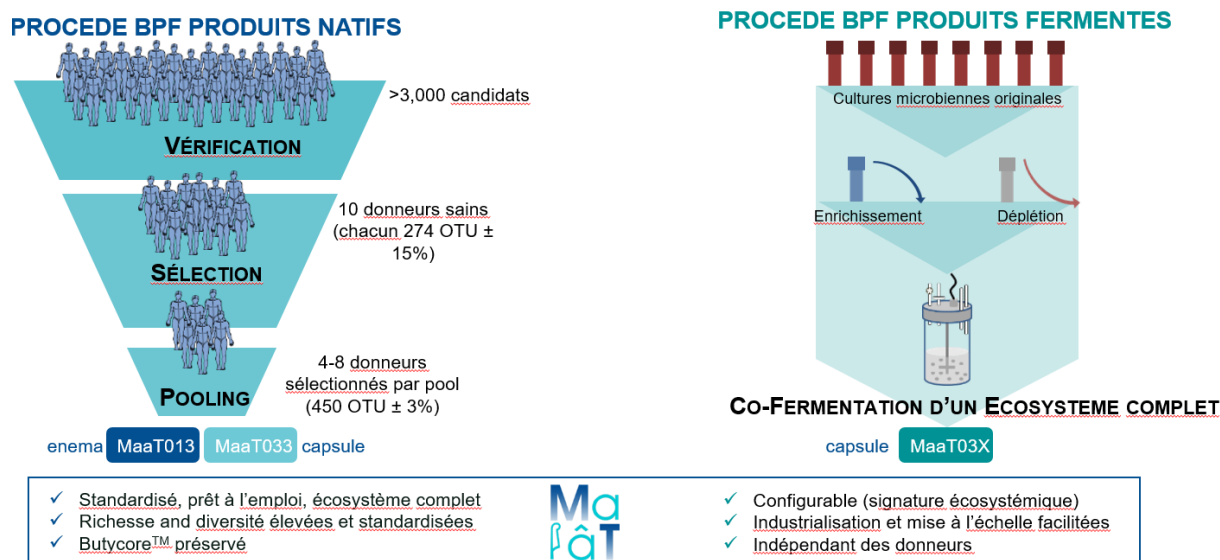 PROCEDE BPF PRODUITS NATIFS
>3,000 candidats
VÉRIFICATION
10 donneurs sains
(chacun 274 OTU ±
15%)
SÉLECTION
4-8 donneurs
sélectionnés par pool
(450 OTU ± 3%)
POOLING
enema MaaT013 MaaT033 capsule
PROCEDE BPF PRODUITS FERMENTES
Cultures microbiennes originales
Enrichissement
Déplétion
CO-FERMENTATION D'UN ECOSYSTEME COMPLET
capsule MaaT03X
✓ Standardisé, prêt à l'emploi, écosystème complet
✓ Richesse and diversité élevées et standardisées
✓ Butycore™ préservé
Ma
âT
✓ Configurable (signature écosystémique)
✓ Industrialisation et mise à l'échelle facilitées
✓ Indépendant des donneurs